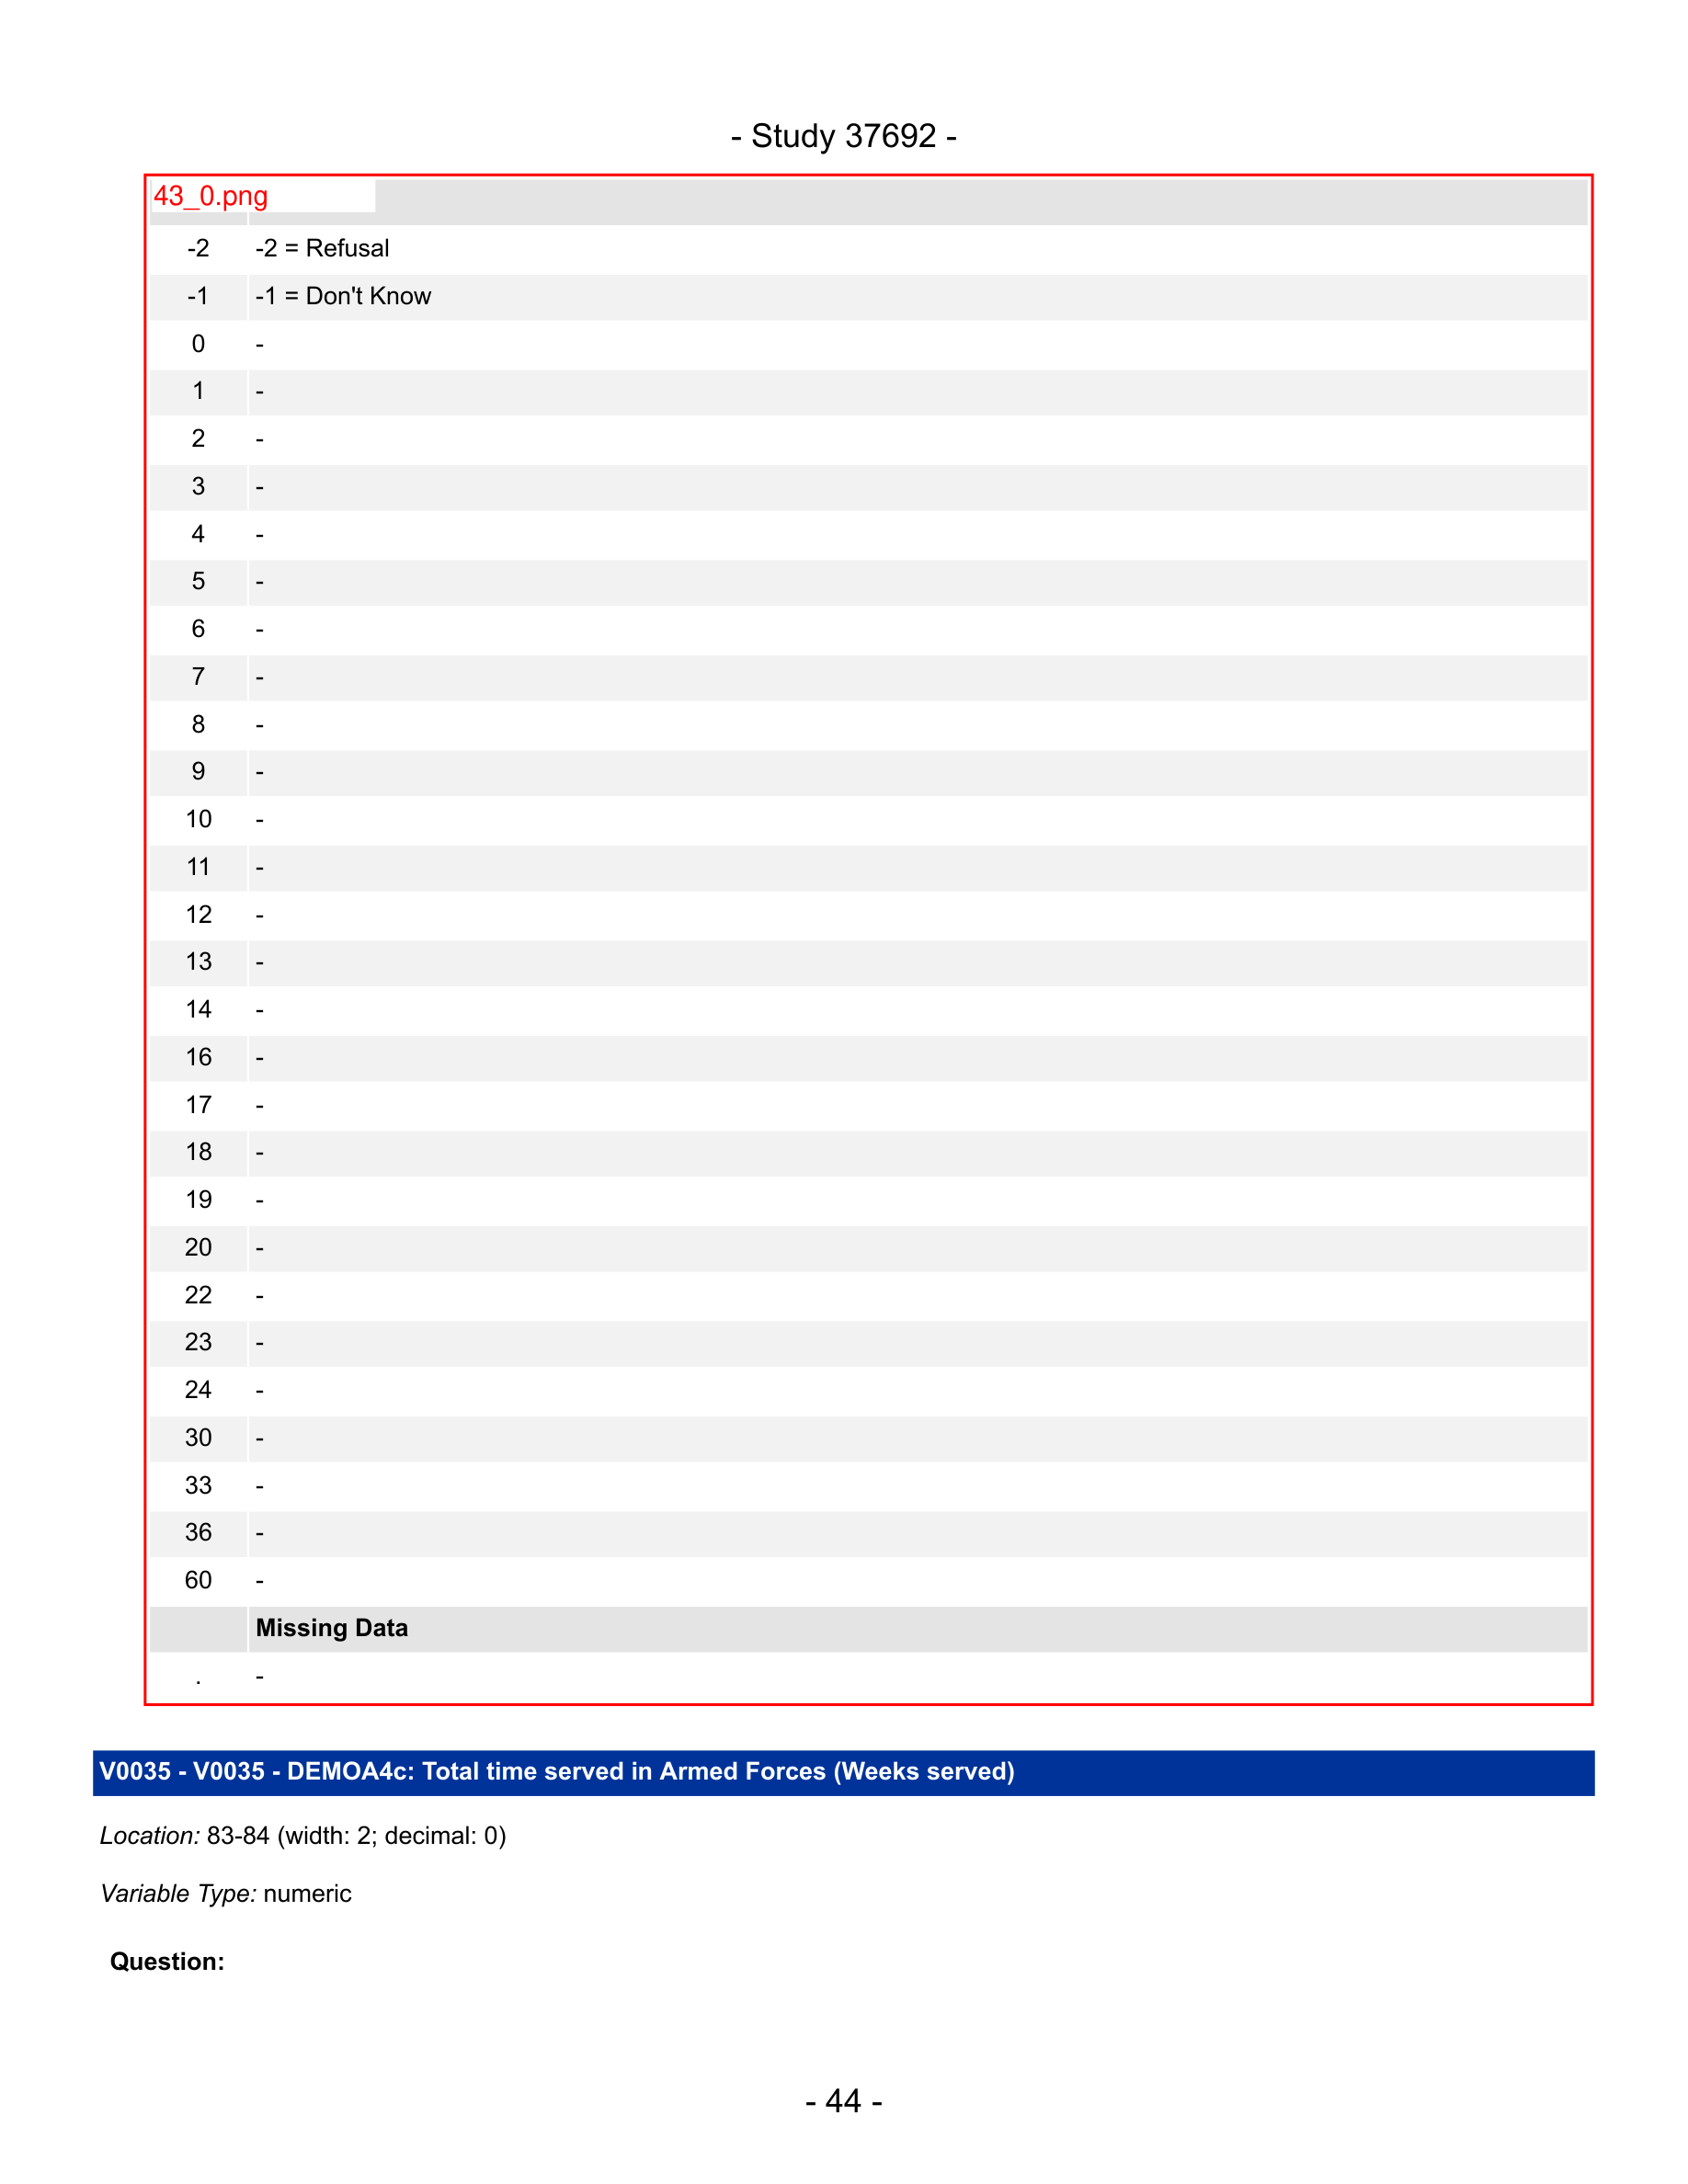 - Study 37692 -
43_0.png
-2 -2 = Refusal
-1 -1 = Don't Know
0 -
1 -
2 -
3 -
4 -
5 -
6 -
7 -
8 -
9 -
10 -
11 -
12 -
13 -
14 -
16 -
17 -
18 -
19 -
20 -
22 -
23 -
24 -
30 -
33 -
36 -
60 -
Missing Data
. -
V0035 - V0035 - DEMOA4c: Total time served in Armed Forces (Weeks served)
Location: 83-84 (width: 2; decimal: 0)
Variable Type: numeric
Question:
- 44 -